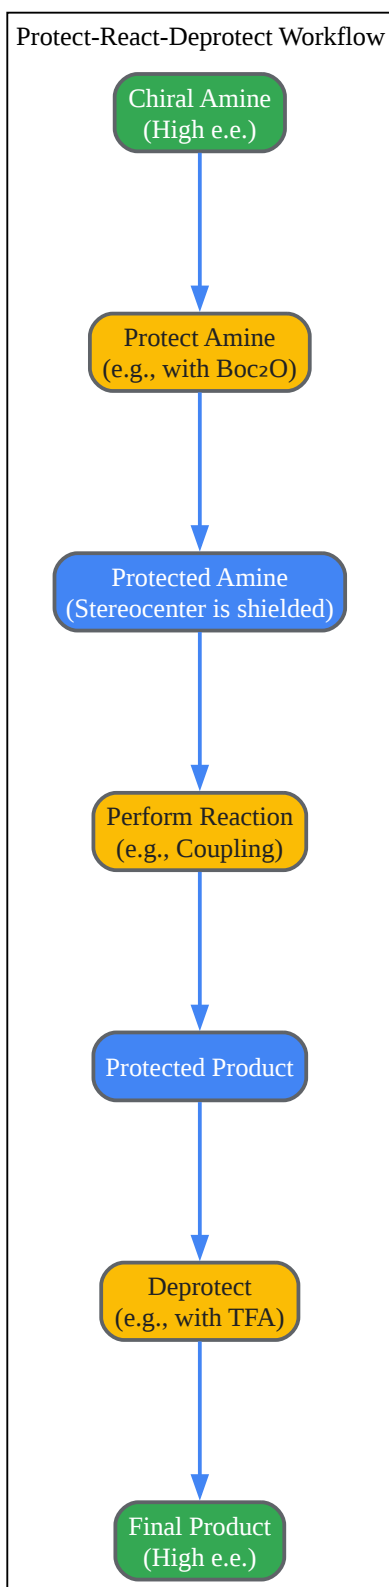 Protect-React-Deprotect Workflow
Chiral Amine
(High e.e.)
Protect Amine
(e.g., with Boc₂O)
Protected Amine
(Stereocenter is shielded)
Perform Reaction
(e.g., Coupling)
Protected Product
Deprotect
(e.g., with TFA)
Final Product
(High e.e.)